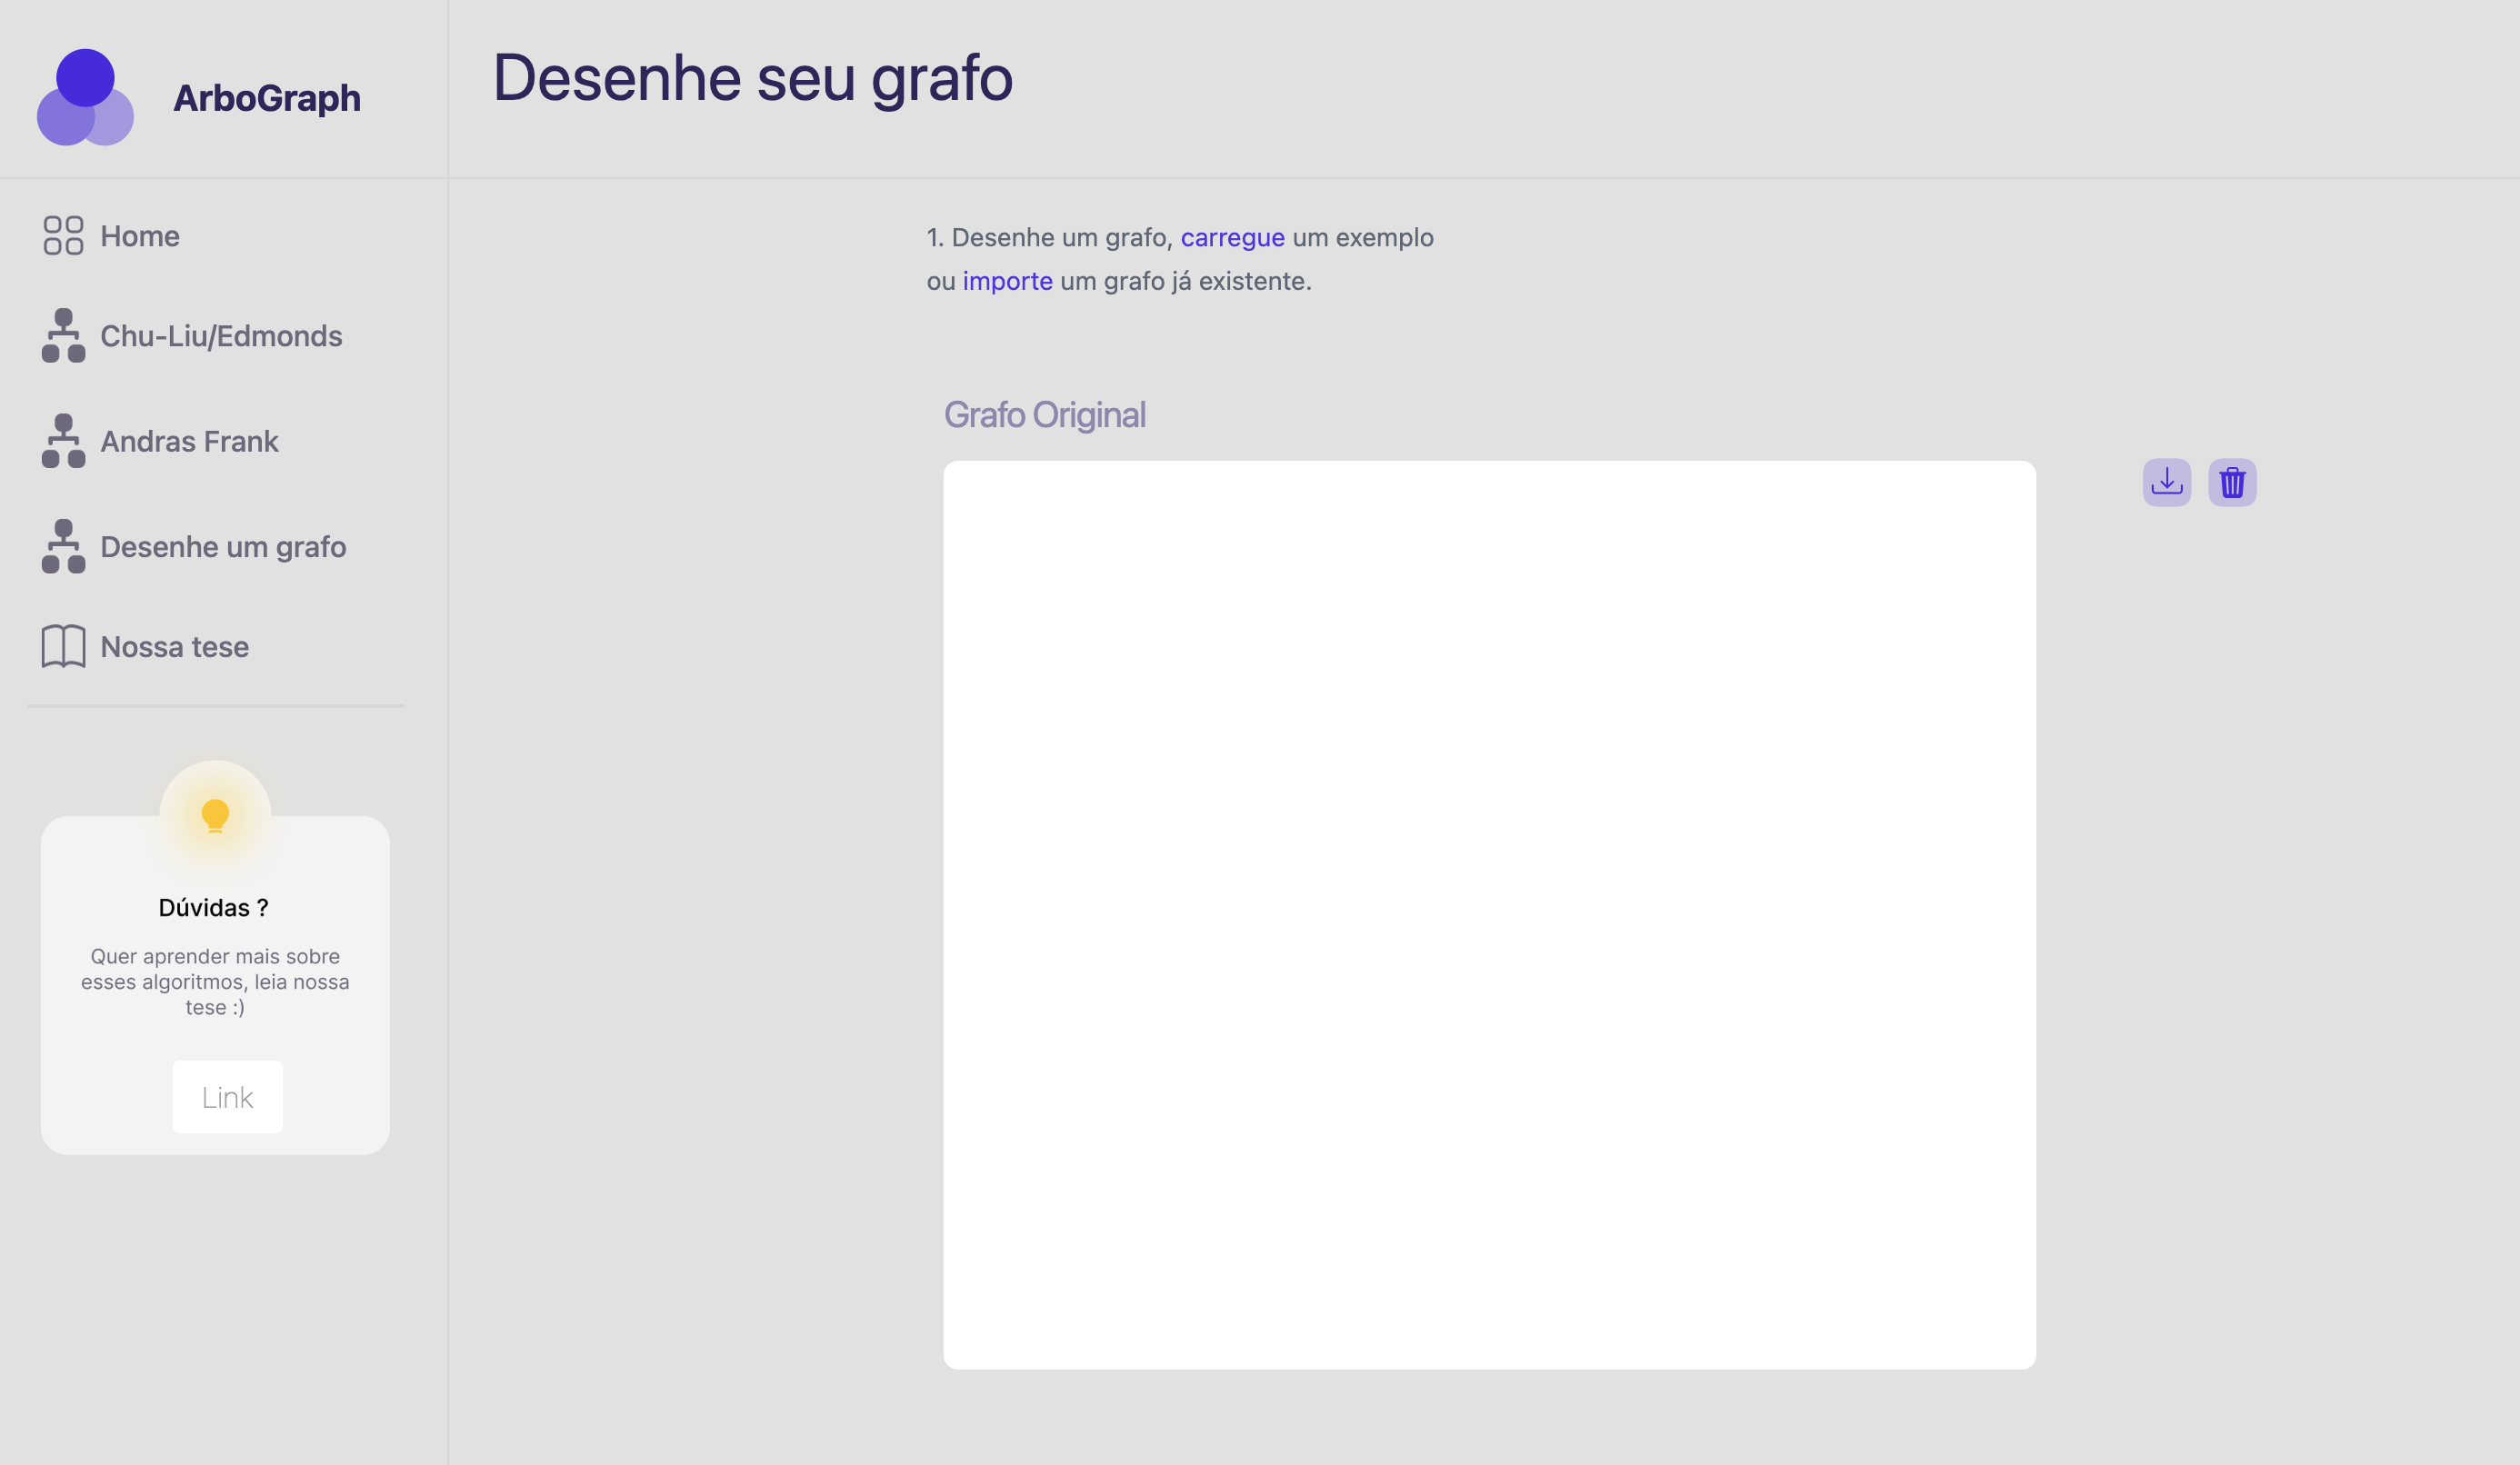 ArboGraph
Desenhe seu grafo
Home
Chu-Liu/Edmonds
Andras Frank
Desenhe um grafo
Nossa tese
Dúvidas ?
Quer aprender mais sobre
esses algoritmos, leia nossa
tese :)
Link
1. Desenhe um grafo, carregue um exemplo
ou importe um grafo já existente.
Grafo Original